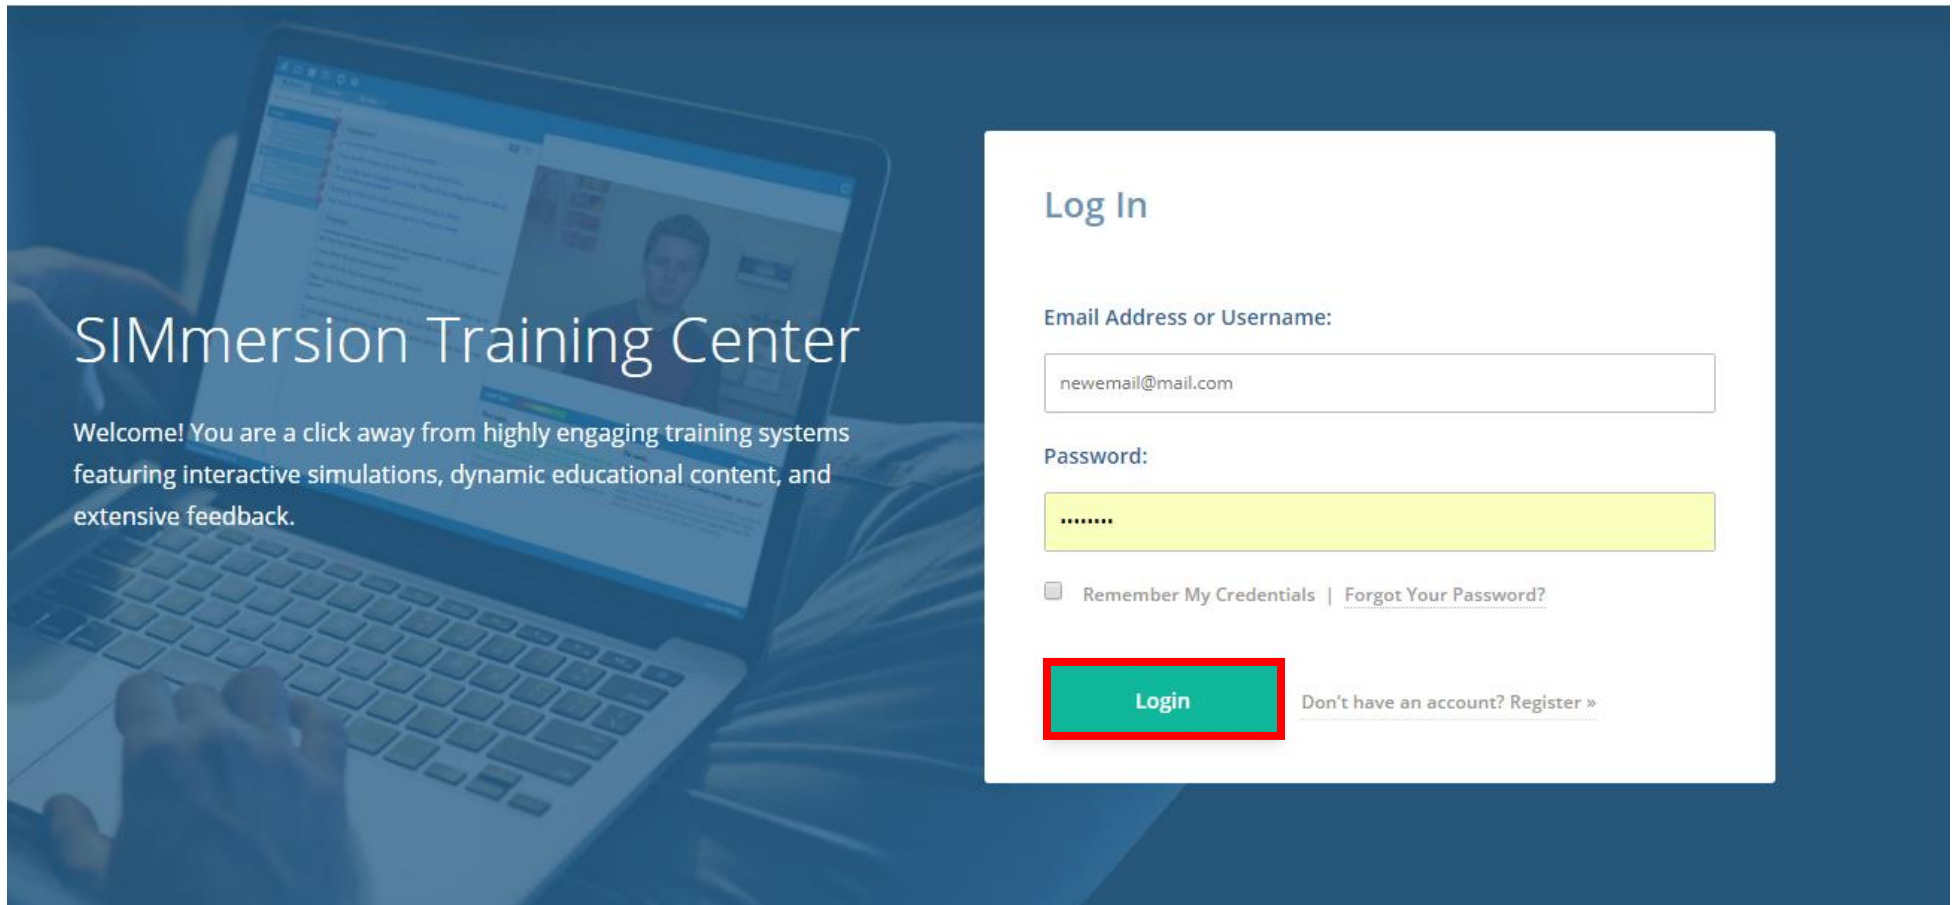 SIMmersion Training Center
Welcome! You are a click away from highly engaging training systems
featuring interactive simulations, dynamic educational content, and
extensive feedback.
Log In
Email Address or Username:
newemail@mail.com
Password:
••••••••
Remember My Credentials | Forgot Your Password?
Login
Don't have an account? Register »